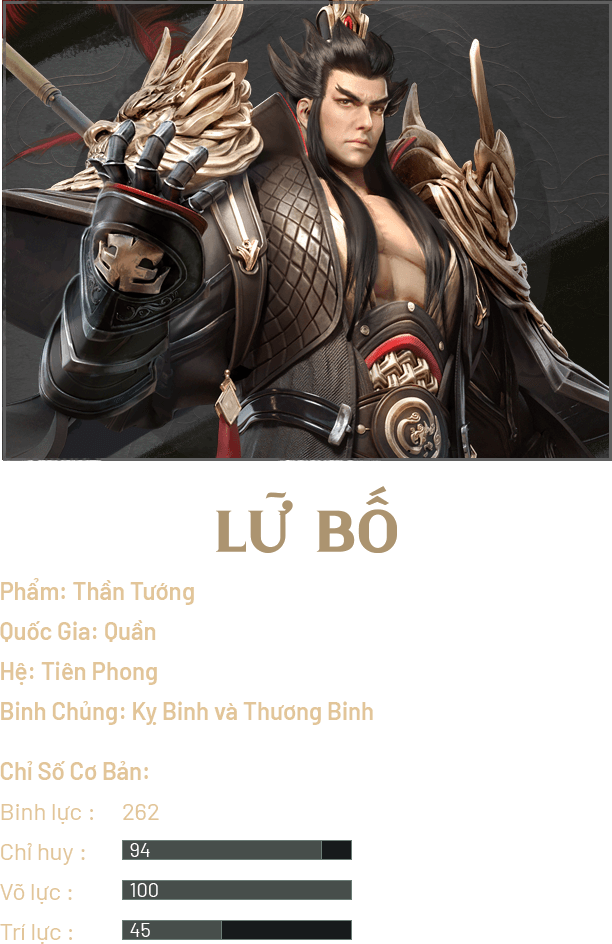 LỮ BỐ
Phẩm: Thần Tướng
Quốc Gia: Quần
Hệ: Tiên Phong
Binh Chủng: Kỵ Binh và Thương Binh
Chỉ Số Cơ Bản:
Binh lực : 262
Chỉ huy : 94
Võ lực : 100
Trí lực : 45